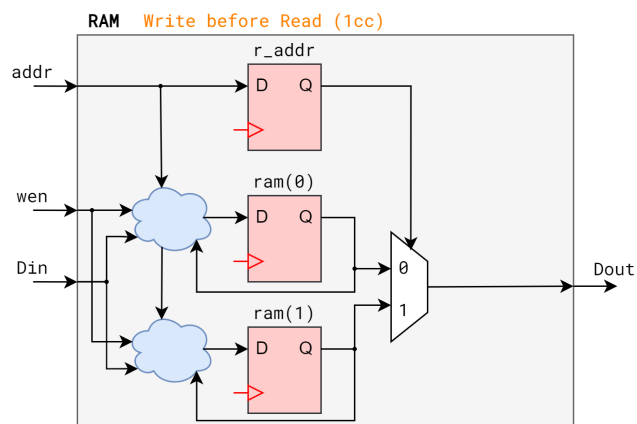 RAM Write before Read (1cc)
r_addr
addr
D Q
ram(0)
wen
D Q
0
Din
Dout
1
ram(1)
D Q